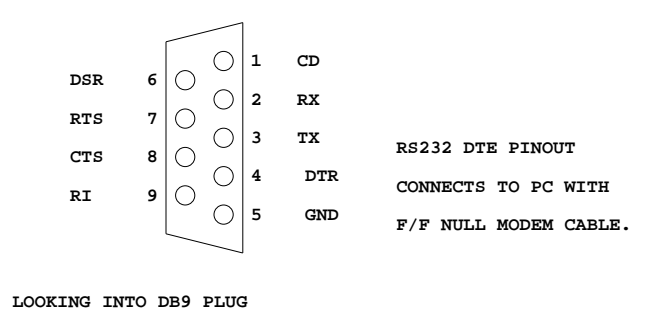 1 CD
DSR 6
2 RX
RTS 7
3 TX
CTS 8
4 DTR
RI 9
5 GND
RS232 DTE PINOUT
CONNECTS TO PC WITH
F/F NULL MODEM CABLE.
LOOKING INTO DB9 PLUG